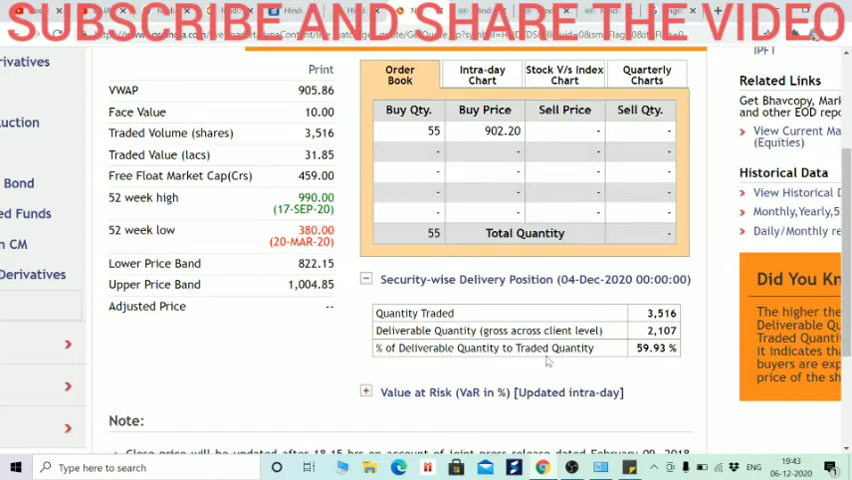 SUBSCRIBE AND SHARE THE VIDEO
erivatives
uction
Bond
d Funds
n CM
Derivatives
Print
VWAP 905.86
Face Value 10.00
Traded Volume (shares) 3,516
Traded Value (lacs) 31.85
Free Float Market Cap(Crs) 459.00
52 week high 990.00
(17-SEP-20)
52 week low 380.00
(20-MAR-20)
Lower Price Band 822.15
Upper Price Band 1,004.85
Adjusted Price --
Note:
Order
Book
Intra-day
Chart
Stock V/s Index
Chart
Quarterly
Charts
Buy Qty. Buy Price Sell Price Sell Qty.
55 902.20 - -
- - - -
- - - -
- - - -
- - - -
55 Total Quantity -
− Security-wise Delivery Position (04-Dec-2020 00:00:00)
Quantity Traded 3,516
Deliverable Quantity (gross across client level) 2,107
% of Deliverable Quantity to Traded Quantity 59.93 %
+ Value at Risk (VaR in %) [Updated intra-day]
IPFT
Related Links
Get Bhavcopy, Mark
and other EOD repo
View Current Ma
(Equities)
Historical Data
View Historical D
Monthly,Yearly,5
Daily/Monthly re
Did You Kn
The higher the
Deliverable Qua
Traded Quantit
it indicates tha
buyers are exp
price of the sh
Type here to search
ENG
19:43
06-12-2020